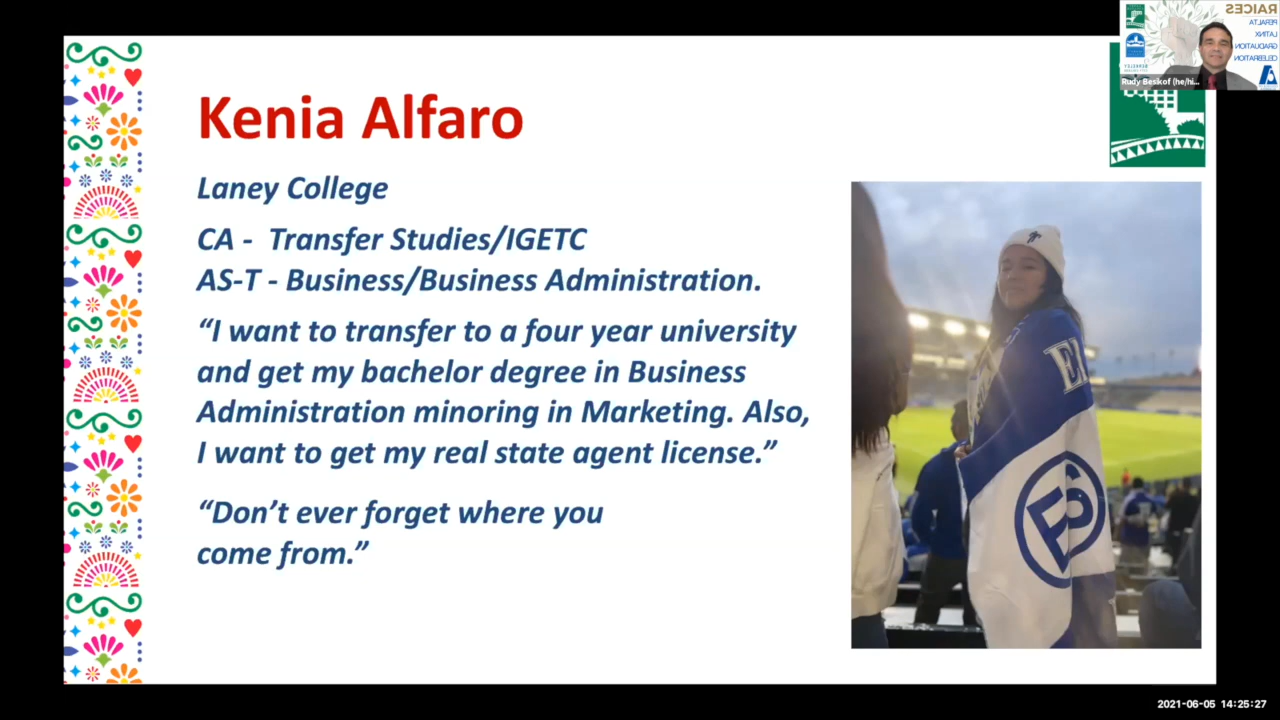 Kenia Alfaro
Laney College
CA - Transfer Studies/IGETC
AS-T - Business/Business Administration.
“I want to transfer to a four year university
and get my bachelor degree in Business
Administration minoring in Marketing. Also,
I want to get my real state agent license.”
“Don’t ever forget where you
come from.”
RAICES
PERALTA
LATINX
GRADUATION
CELEBRATION
BERKELEY
Rudy Besikof (he/hi...
ES
2021-06-05 14:25:27